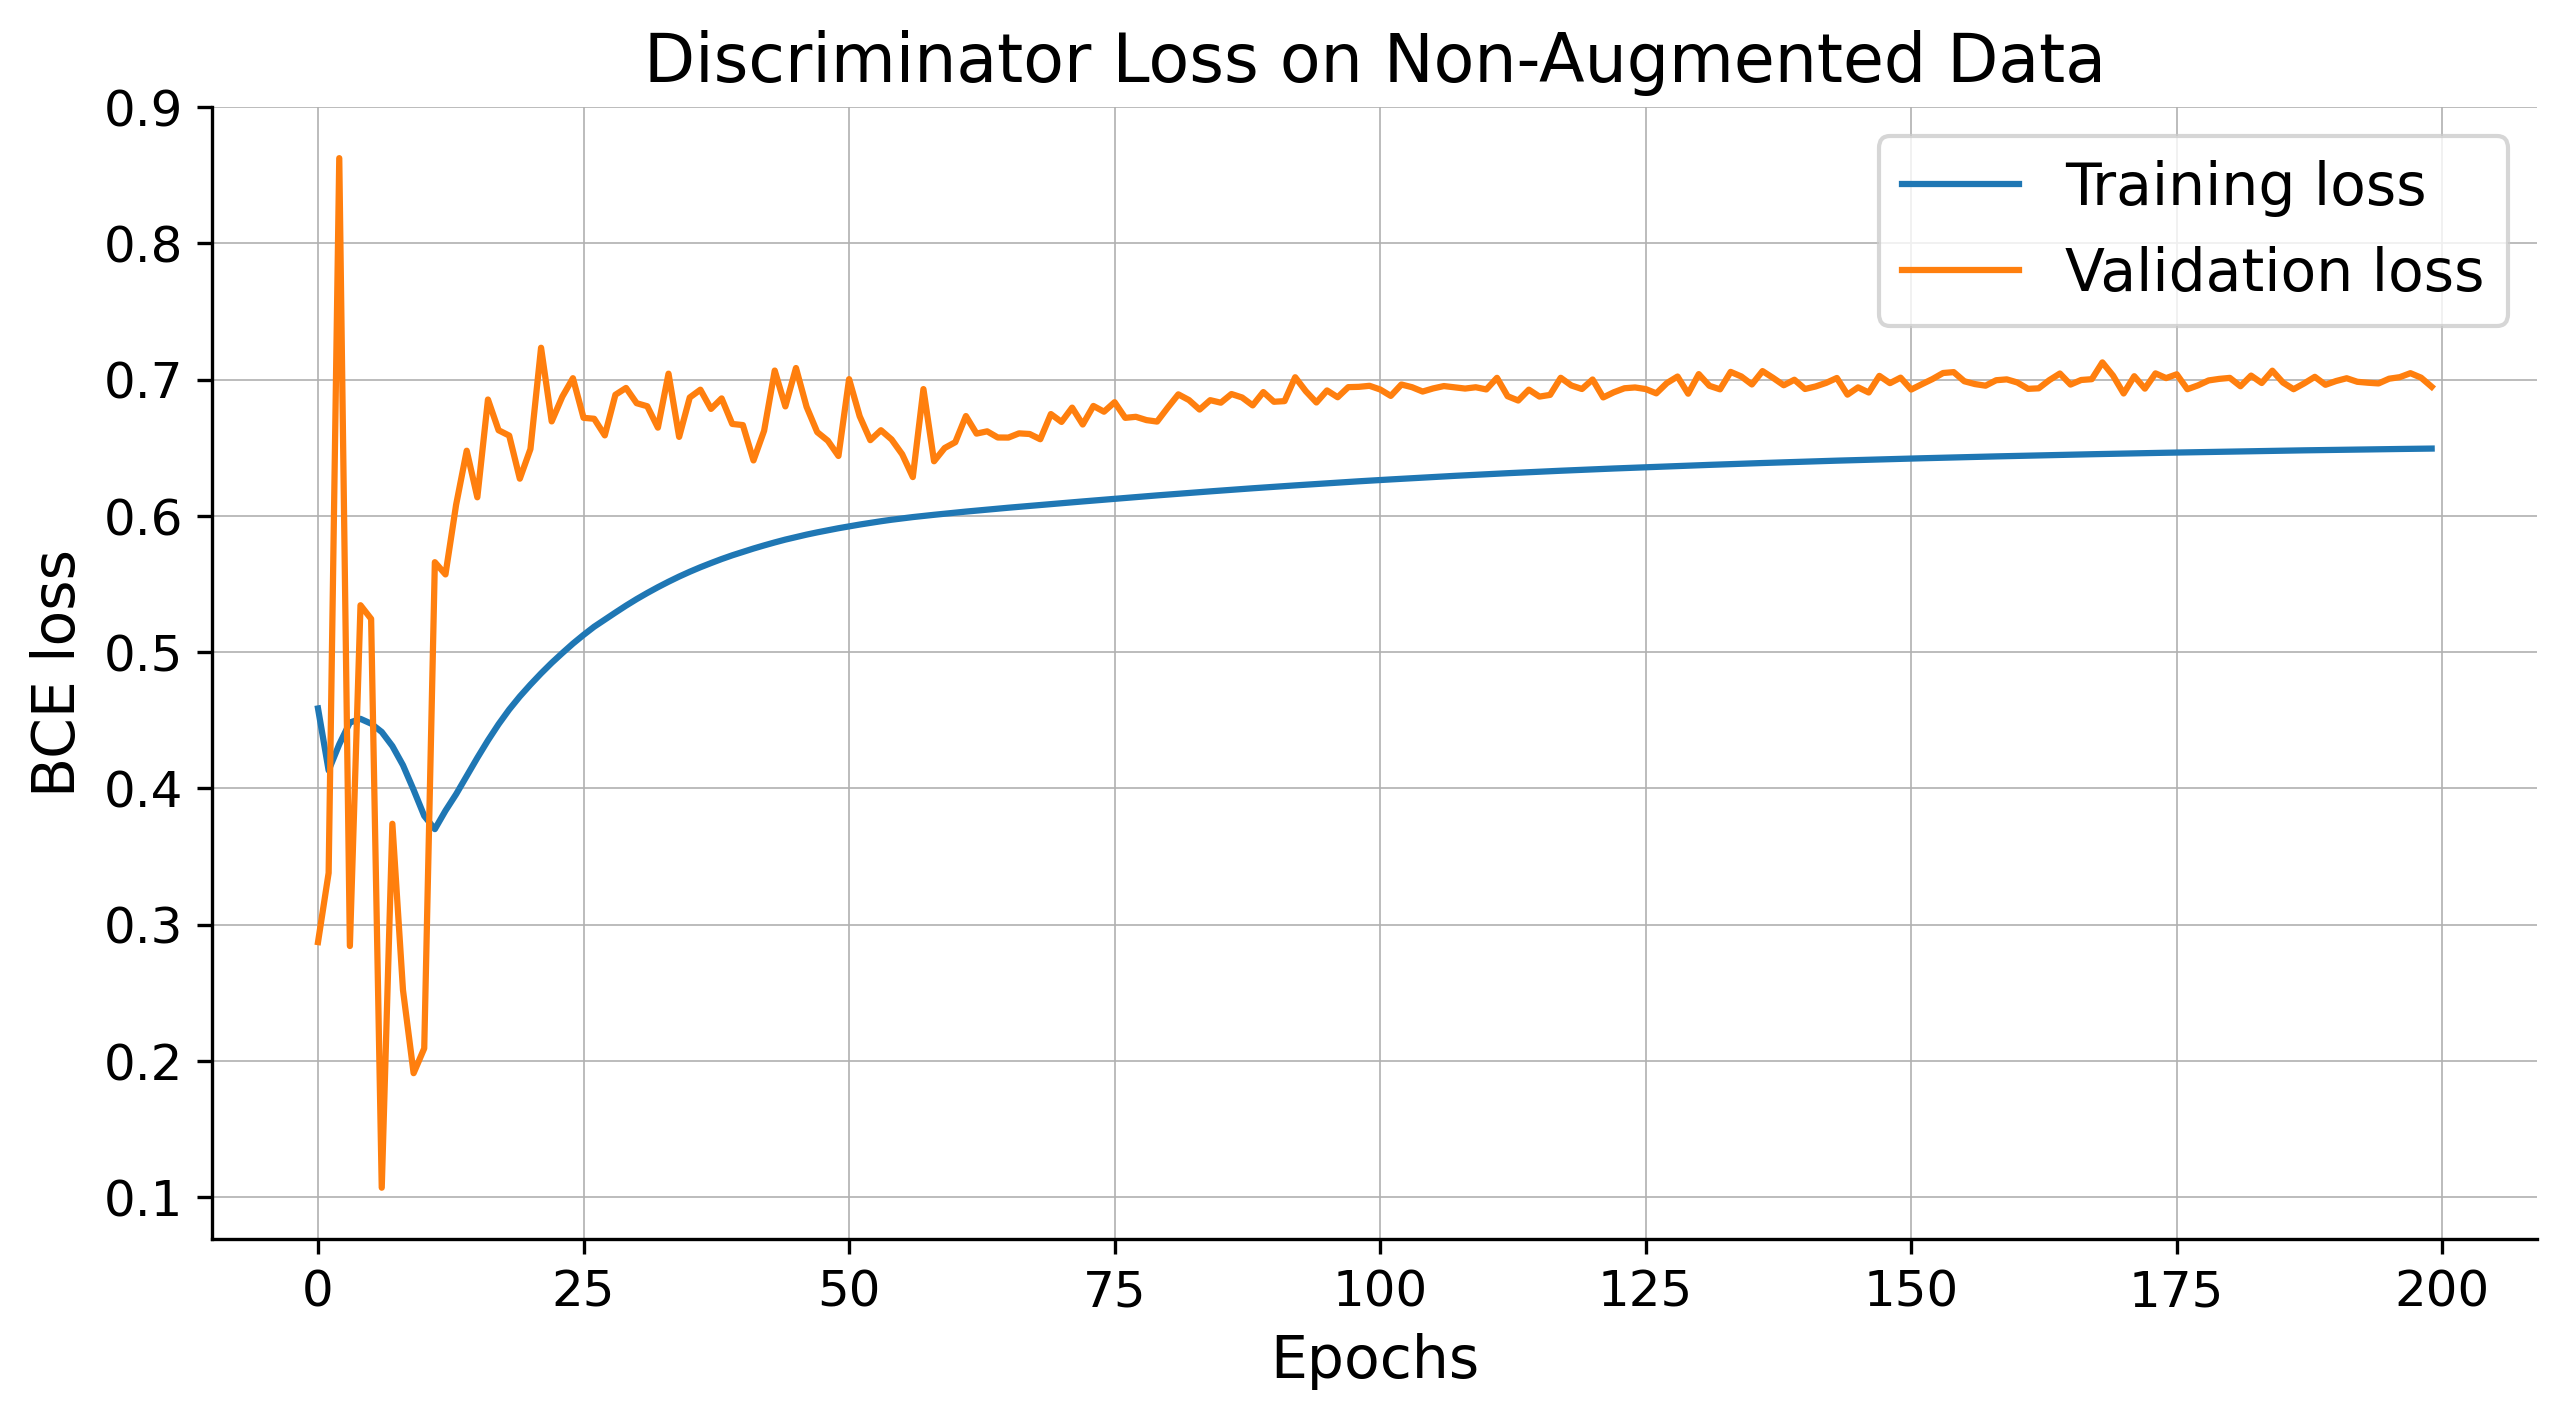 Discriminator Loss on Non-Augmented Data
0.9
0.8
0.7
0.6
0.5
0.4
0.3
0.2
0.1
BCE loss
Training loss
Validation loss
0 25 50 75 100 125 150 175 200
Epochs